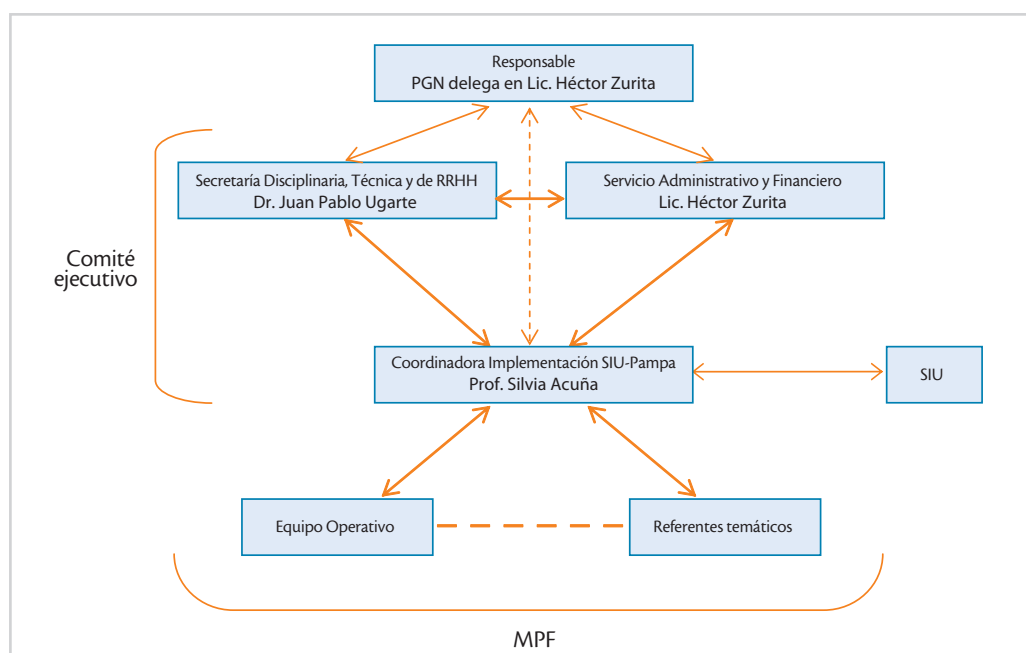 Responsable
PGN delega en Lic. Héctor Zurita
Secretaría Disciplinaria, Técnica y de RRHH
Dr. Juan Pablo Ugarte
Servicio Administrativo y Financiero
Lic. Héctor Zurita
Comité
ejecutivo
Coordinadora Implementación SIU-Pampa
Prof. Silvia Acuña
SIU
Equipo Operativo
Referentes temáticos
MPF